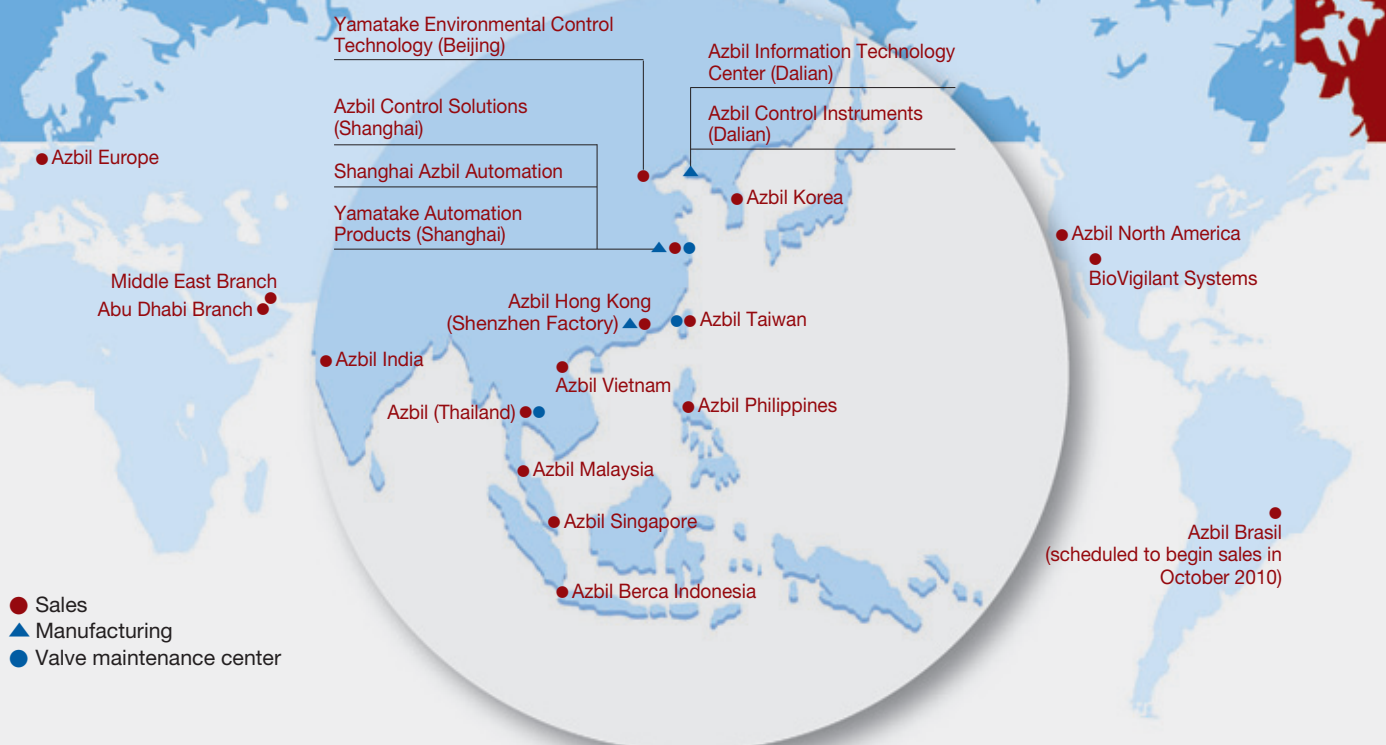 Yamatake Environmental Control
Technology (Beijing)
Azbil Information Technology
Center (Dalian)
Azbil Control Solutions
(Shanghai)
Azbil Control Instruments
(Dalian)
Azbil Europe
Shanghai Azbil Automation
Azbil Korea
Yamatake Automation
Products (Shanghai)
Azbil North America
BioVigilant Systems
Middle East Branch
Abu Dhabi Branch
Azbil Hong Kong
(Shenzhen Factory)
Azbil Taiwan
Azbil India
Azbil Vietnam
Azbil (Thailand)
Azbil Philippines
Azbil Malaysia
Azbil Singapore
Azbil Brasil
(scheduled to begin sales in
October 2010)
Azbil Berca Indonesia
Sales
Manufacturing
Valve maintenance center